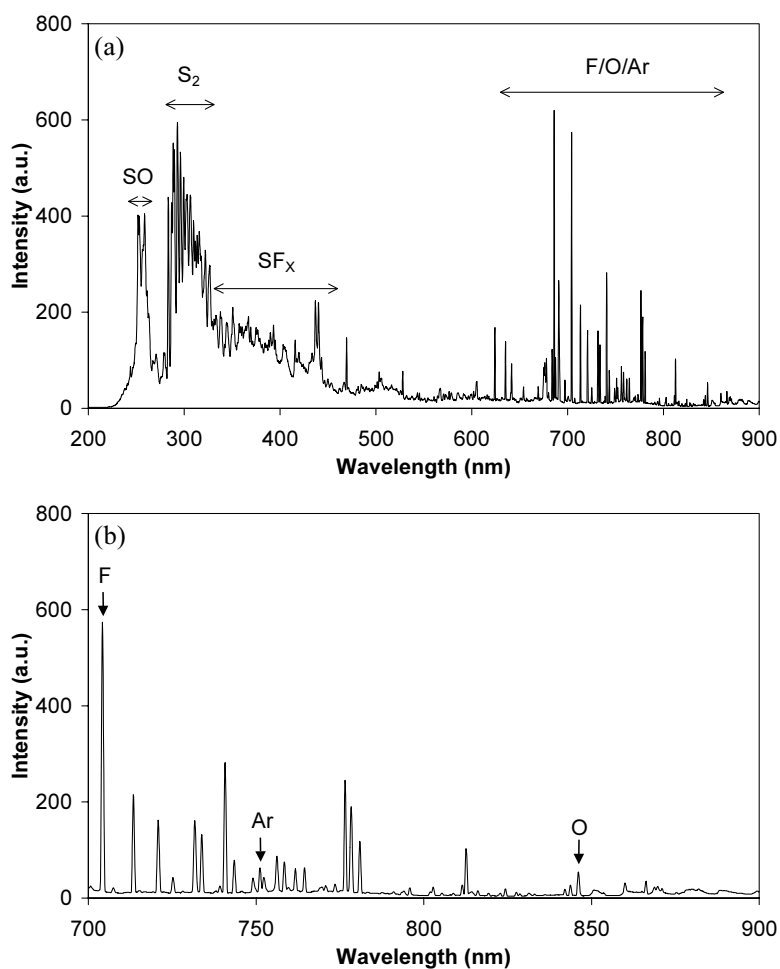 800
(a)
S2
F/O/Ar
600
SO
400
SFX
200
0
200 300 400 500 600 700 800 900
Wavelength (nm)
Intensity (a.u.)
800
(b)
F
600
400
200
Ar
O
0
700 750 800 850 900
Wavelength (nm)
Intensity (a.u.)